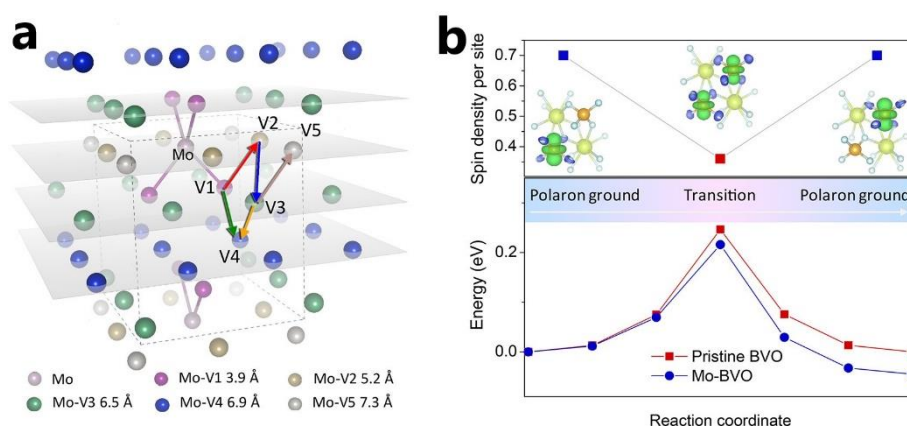 a
V2
V5
Mo
V1
V3
V4
Mo
Mo-V1 3.9 Å
Mo-V2 5.2 Å
Mo-V3 6.5 Å
Mo-V4 6.9 Å
Mo-V5 7.3 Å
b
Spin density per site
0.7
0.6
0.5
0.4
Polaron ground
Transition
Polaron ground
Energy (eV)
0.2
0.0
Pristine BVO
Mo-BVO
Reaction coordinate